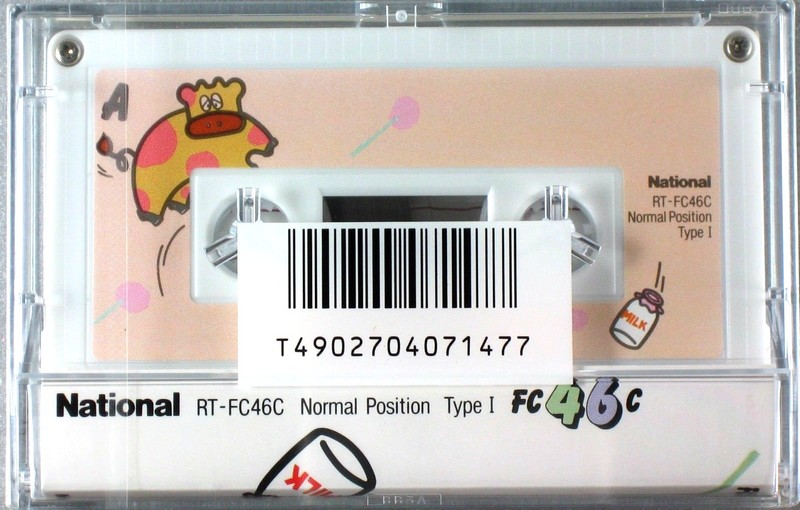 A
National
RT-FC46C
Normal Position
Type I
MILK
T4902704071477
National RT-FC46C Normal Position Type I FC46C
MILK